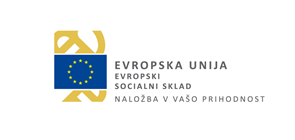 EVROPSKA UNIJA
EVROPSKI
SOCIALNI SKLAD
NALOŽBA V VAŠO PRIHODNOST